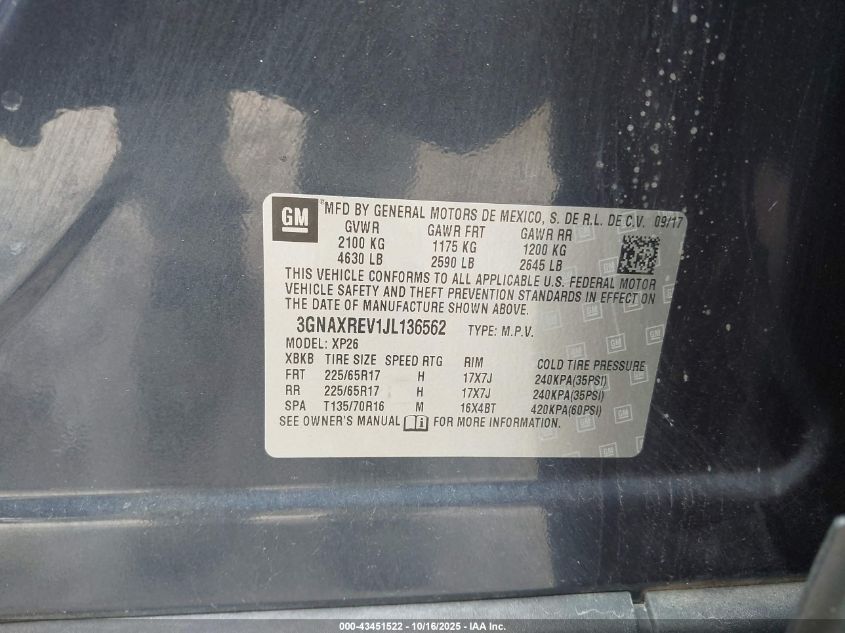 GM
® MFD BY GENERAL MOTORS DE MEXICO, S. DE R.L. DE C.V. 09/17
GVWR GAWR FRT GAWR RR
2100 KG 1175 KG 1200 KG
4630 LB 2590 LB 2645 LB
THIS VEHICLE CONFORMS TO ALL APPLICABLE U.S. FEDERAL MOTOR
VEHICLE SAFETY AND THEFT PREVENTION STANDARDS IN EFFECT ON
THE DATE OF MANUFACTURE SHOWN ABOVE.
3GNAXREV1JL136562 TYPE: M.P.V.
MODEL: XP26
XBKB TIRE SIZE SPEED RTG RIM COLD TIRE PRESSURE
FRT 225/65R17 H 17X7J 240KPA(35PSI)
RR 225/65R17 H 17X7J 240KPA(35PSI)
SPA T135/70R16 M 16X4BT 420KPA(60PSI)
SEE OWNER'S MANUAL FOR MORE INFORMATION.
000-43451522 - 10/16/2025 - IAA Inc.